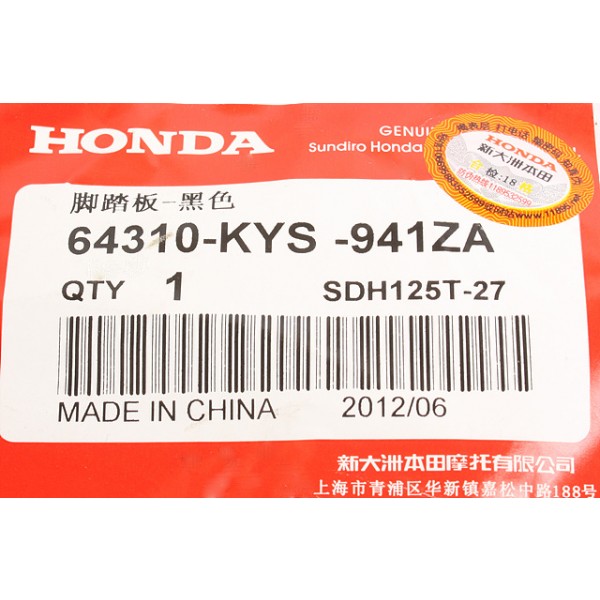 HONDA
GENUI
Sundiro Honda
新大洲本田
检:18
脚踏板-黑色
64310-KYS -941ZA
QTY 1 SDH125T-27
MADE IN CHINA 2012/06
新大洲本田摩托有限公司
上海市青浦区华新镇嘉松中路188号